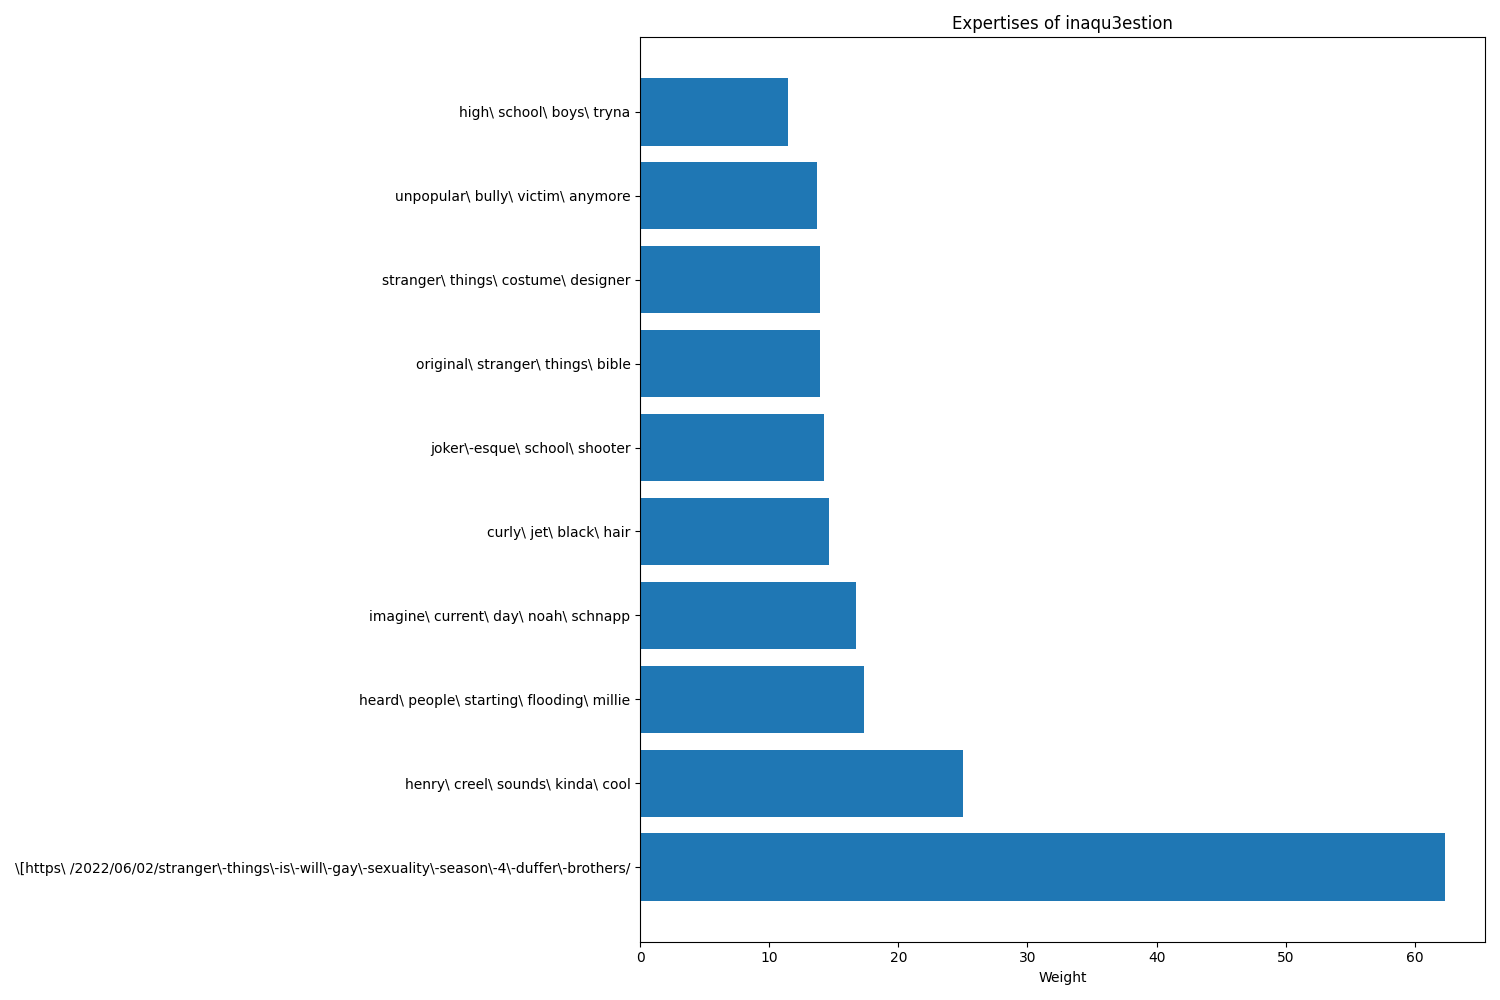 Expertises of inaqu3estion
high\ school\ boys\ tryna
unpopular\ bully\ victim\ anymore
stranger\ things\ costume\ designer
original\ stranger\ things\ bible
joker\-esque\ school\ shooter
curly\ jet\ black\ hair
imagine\ current\ day\ noah\ schnapp
heard\ people\ starting\ flooding\ millie
henry\ creel\ sounds\ kinda\ cool
\[https\ /2022/06/02/stranger\-things\-is\-will\-gay\-sexuality\-season\-4\-duffer\-brothers/
0 10 20 30 40 50 60
Weight